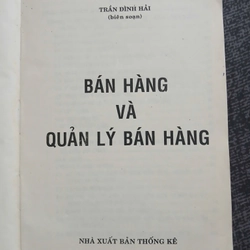 TRẦN ĐÌNH HẢI
(biên soạn)
BÁN HÀNG
VÀ
QUẢN LÝ BÁN HÀNG
NHÀ XUẤT BẢN THỐNG KÊ